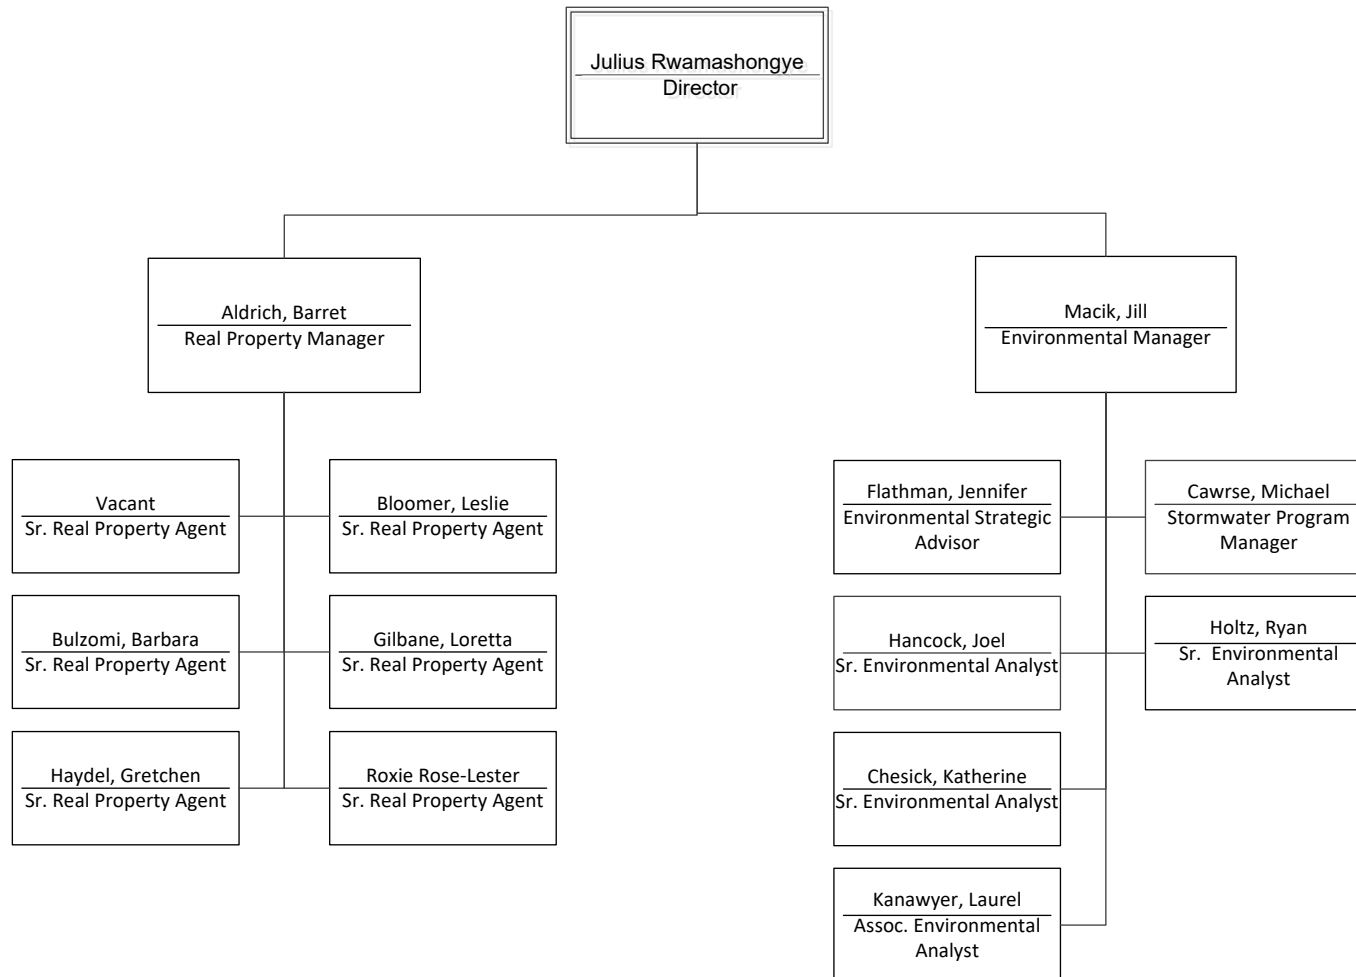 Julius Rwamashongye
Director
Aldrich, Barret
Real Property Manager
Macik, Jill
Environmental Manager
Vacant
Sr. Real Property Agent
Bloomer, Leslie
Sr. Real Property Agent
Flathman, Jennifer
Environmental Strategic
Advisor
Cawrse, Michael
Stormwater Program
Manager
Bulzomi, Barbara
Sr. Real Property Agent
Gilbane, Loretta
Sr. Real Property Agent
Hancock, Joel
Sr. Environmental Analyst
Holtz, Ryan
Sr.  Environmental
Analyst
Haydel, Gretchen
Sr. Real Property Agent
Roxie Rose-Lester
Sr. Real Property Agent
Chesick, Katherine
Sr. Environmental Analyst
Kanawyer, Laurel
Assoc. Environmental
Analyst